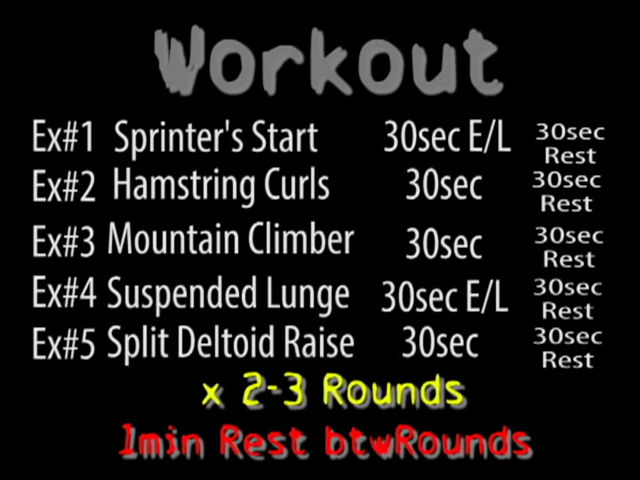 Workout
Ex#1 Sprinter's Start 30sec E/L 30sec Rest
Ex#2 Hamstring Curls 30sec 30sec Rest
Ex#3 Mountain Climber 30sec 30sec Rest
Ex#4 Suspended Lunge 30sec E/L 30sec Rest
Ex#5 Split Deltoid Raise 30sec 30sec Rest
x 2-3 Rounds
1min Rest btwRounds